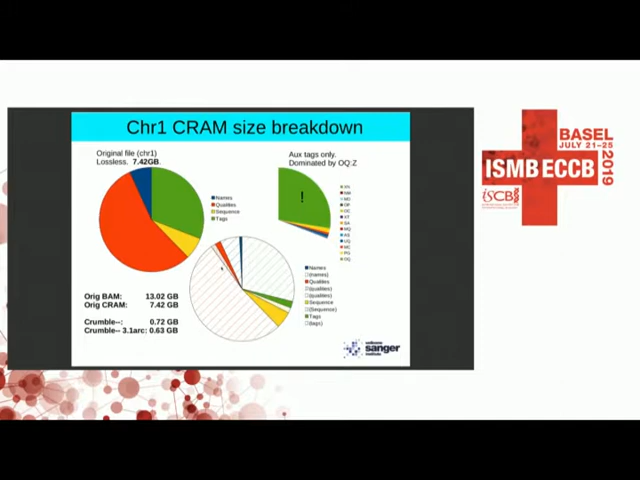 Chr1 CRAM size breakdown
Original file (chr1)
Lossless. 7.42GB.
Aux tags only.
Dominated by OQ:Z
!
Names
Qualities
Sequence
Tags
Names
(names)
Qualities
(qualities)
(qualities)
Sequence
(Sequence)
Tags
(tags)
Orig BAM: 13.02 GB
Orig CRAM: 7.42 GB
Crumble--: 0.72 GB
Crumble-- 3.1arc: 0.63 GB
wellcome
sanger
institute
BASEL
JULY 21–25
2019
ISMB ECCB
ISCB